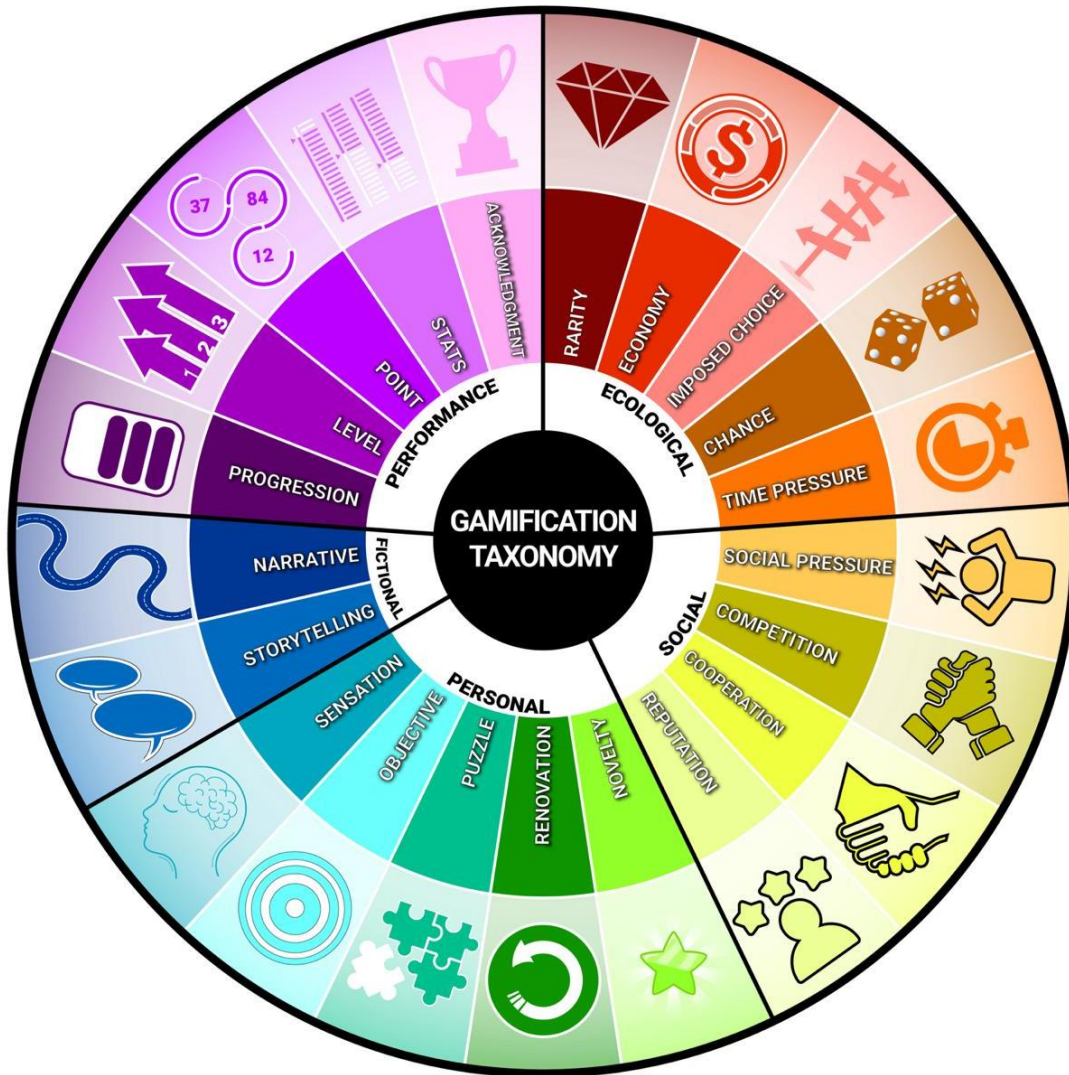 GAMIFICATION
TAXONOMY
ECOLOGICAL
RARITY
ECONOMY
IMPOSED CHOICE
CHANCE
TIME PRESSURE
SOCIAL
SOCIAL PRESSURE
COMPETITION
COOPERATION
REPUTATION
PERSONAL
NOVELTY
RENOVATION
PUZZLE
OBJECTIVE
SENSATION
FICTIONAL
STORYTELLING
NARRATIVE
PERFORMANCE
PROGRESSION
LEVEL
POINT
STATS
ACKNOWLEDGMENT
$
1
2
3
37
84
12